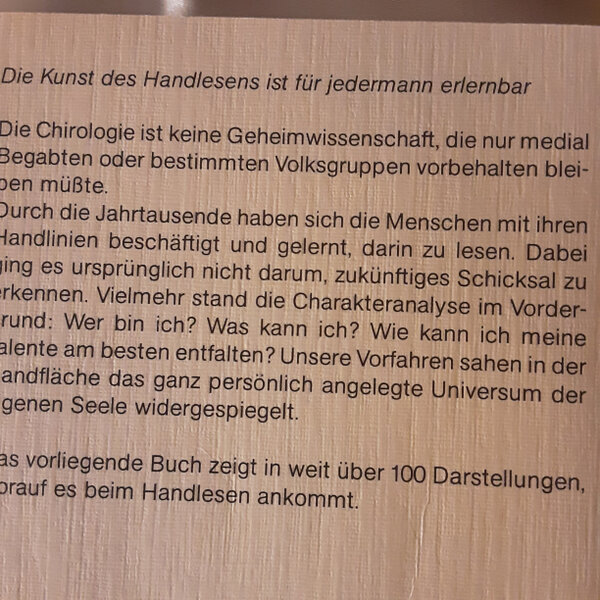 Die Kunst des Handlesens ist für jedermann erlernbar
Die Chirologie ist keine Geheimwissenschaft, die nur medial
Begabten oder bestimmten Volksgruppen vorbehalten blei-
ben müßte.
Durch die Jahrtausende haben sich die Menschen mit ihren
Handlinien beschäftigt und gelernt, darin zu lesen. Dabei
ging es ursprünglich nicht darum, zukünftiges Schicksal zu
erkennen. Vielmehr stand die Charakteranalyse im Vorder-
rund: Wer bin ich? Was kann ich? Wie kann ich meine
alente am besten entfalten? Unsere Vorfahren sahen in der
andfläche das ganz persönlich angelegte Universum der
igenen Seele widergespiegelt.
as vorliegende Buch zeigt in weit über 100 Darstellungen,
orauf es beim Handlesen ankommt.